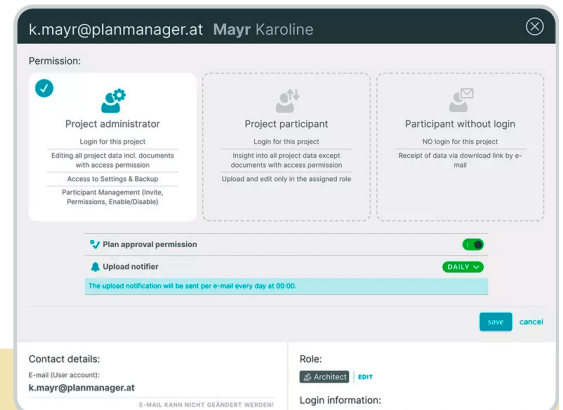 k.mayr@planmanager.at Mayr Karoline
Permission:
Project administrator
Login for this project
Editing all project data incl. documents
with access permission
Access to Settings & Backup
Participant Management (Invite,
Permissions, Enable/Disable)
Project participant
Login for this project
Insight into all project data except
documents with access permission
Upload and edit only in the assigned role
Participant without login
NO login for this project
Receipt of data via download link by e-
mail
Plan approval permission
Upload notifier
DAILY
The upload notification will be sent per e-mail every day at 00:00.
save cancel
Contact details:
E-mail (User account):
k.mayr@planmanager.at
E-MAIL KANN NICHT GEÄNDERT WERDEN!
Role:
Architect EDIT
Login information: